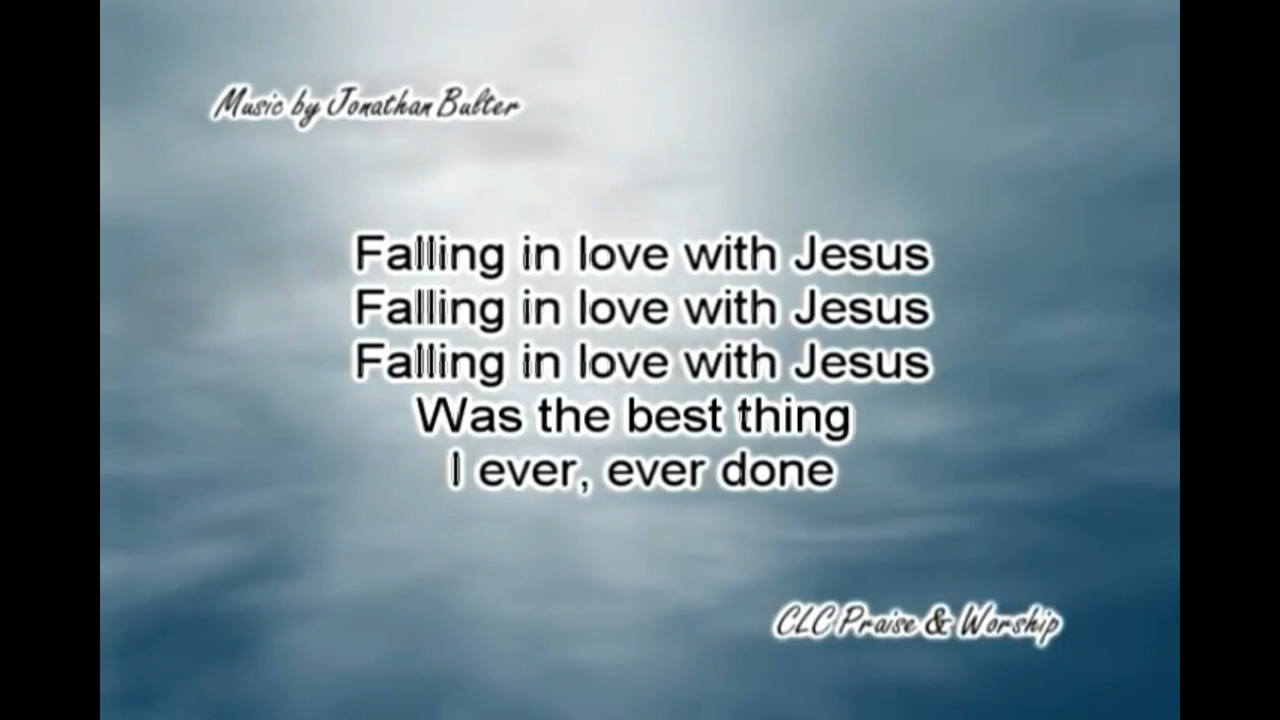 Music by Jonathan Bulter
Falling in love with Jesus
Falling in love with Jesus
Falling in love with Jesus
Was the best thing
I ever, ever done
CLC Praise & Worship